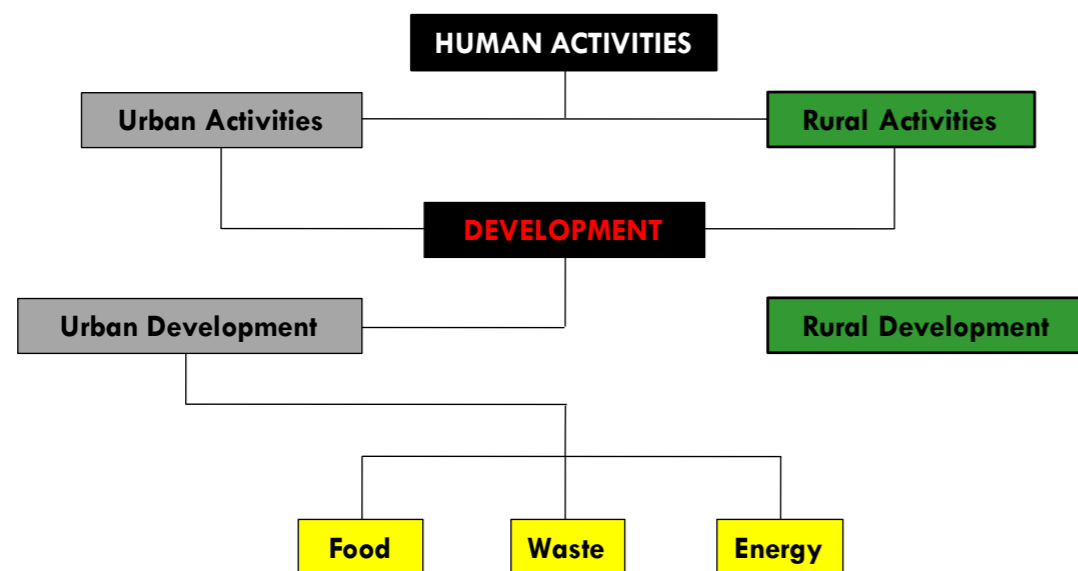 HUMAN ACTIVITIES
Urban Activities
Rural Activities
DEVELOPMENT
Urban Development
Rural Development
Food
Waste
Energy